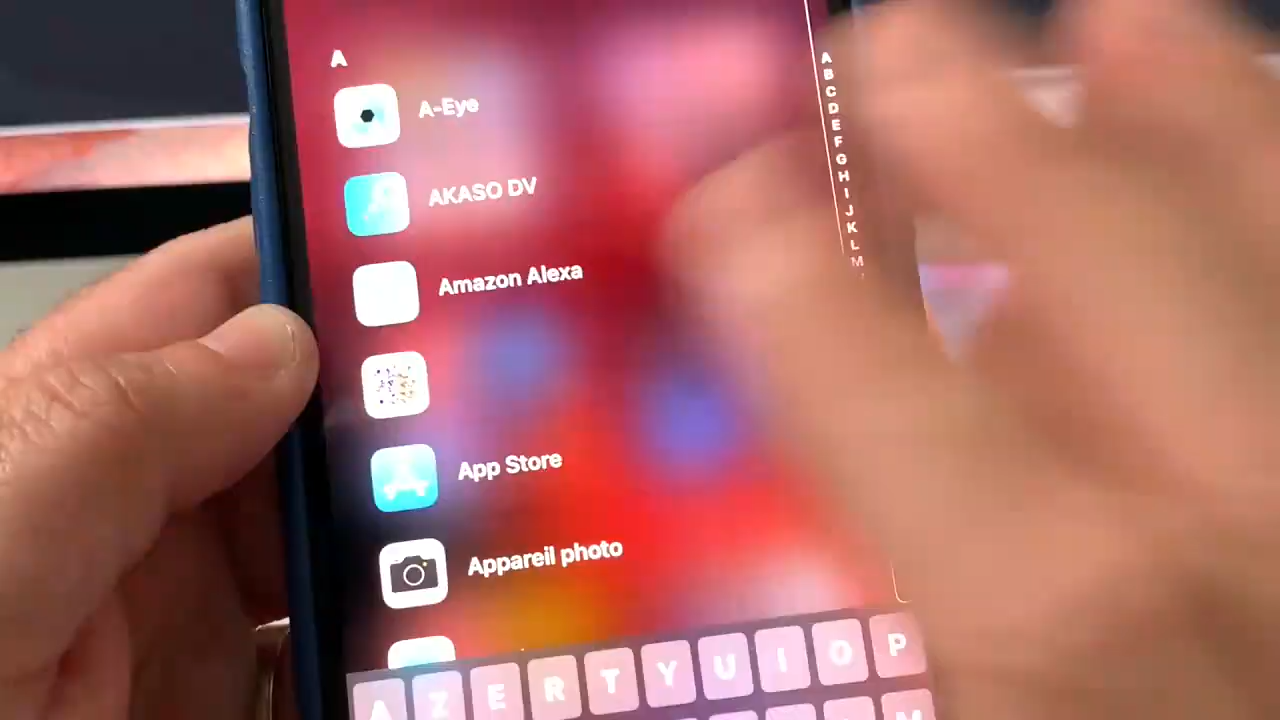 A
A-Eye
AKASO DV
Amazon Alexa
App Store
Appareil photo
A
B
C
D
E
F
G
H
I
J
K
L
M
A Z E R T Y U I O P
M